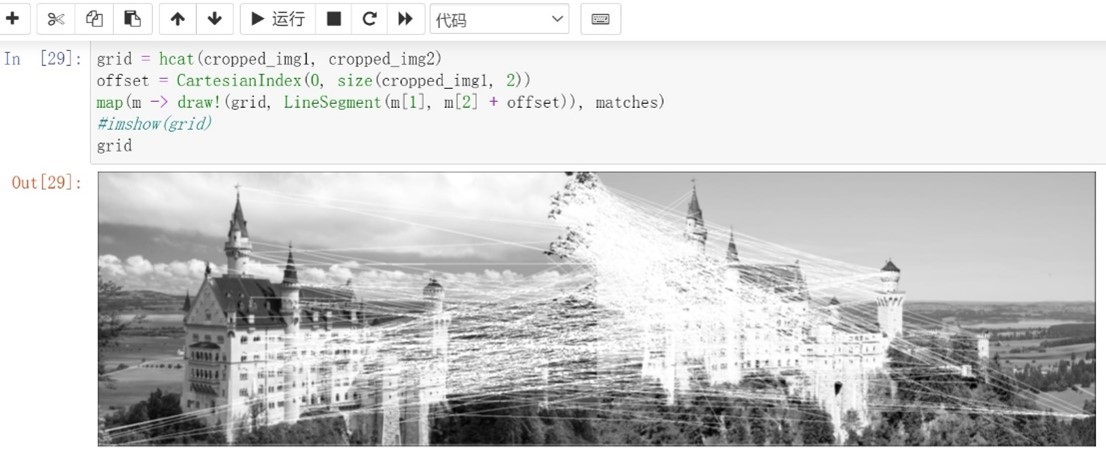 运行
代码
In [29]:
grid = hcat(cropped_img1, cropped_img2)
offset = CartesianIndex(0, size(cropped_img1, 2))
map(m -> draw!(grid, LineSegment(m[1], m[2] + offset)), matches)
#imshow(grid)
grid
Out[29]: